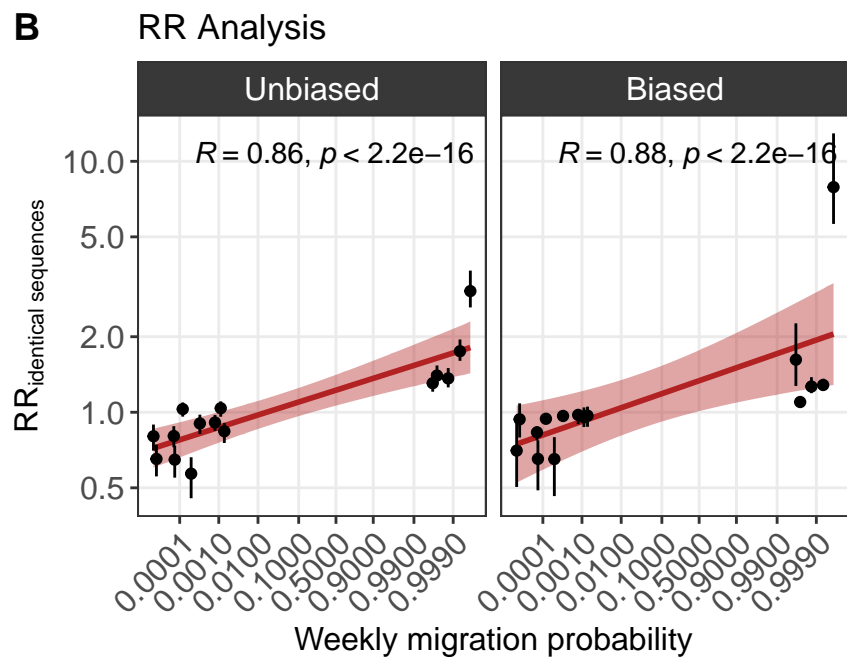 B RR Analysis
Unbiased Biased
R = 0.86, p < 2.2e−16 R = 0.88, p < 2.2e−16
10.0
5.0
2.0
1.0
0.5
RR identical sequences
0.0001 0.0010 0.0100 0.1000 0.5000 0.9000 0.9900 0.9990 0.0001 0.0010 0.0100 0.1000 0.5000 0.9000 0.9900 0.9990
Weekly migration probability